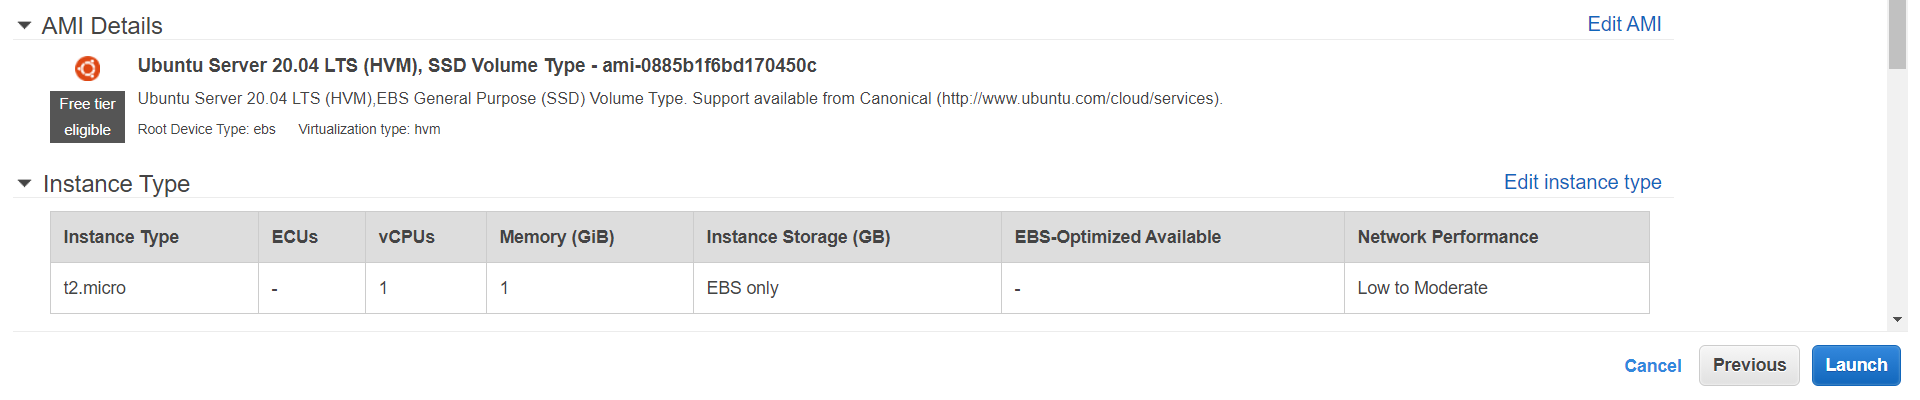 AMI Details
Edit AMI
Ubuntu Server 20.04 LTS (HVM), SSD Volume Type - ami-0885b1f6bd170450c
Free tier eligible
Ubuntu Server 20.04 LTS (HVM),EBS General Purpose (SSD) Volume Type. Support available from Canonical (http://www.ubuntu.com/cloud/services).
Root Device Type: ebs Virtualization type: hvm
Instance Type
Edit instance type
Instance Type ECUs vCPUs Memory (GiB) Instance Storage (GB) EBS-Optimized Available Network Performance
t2.micro - 1 1 EBS only - Low to Moderate
Cancel Previous Launch